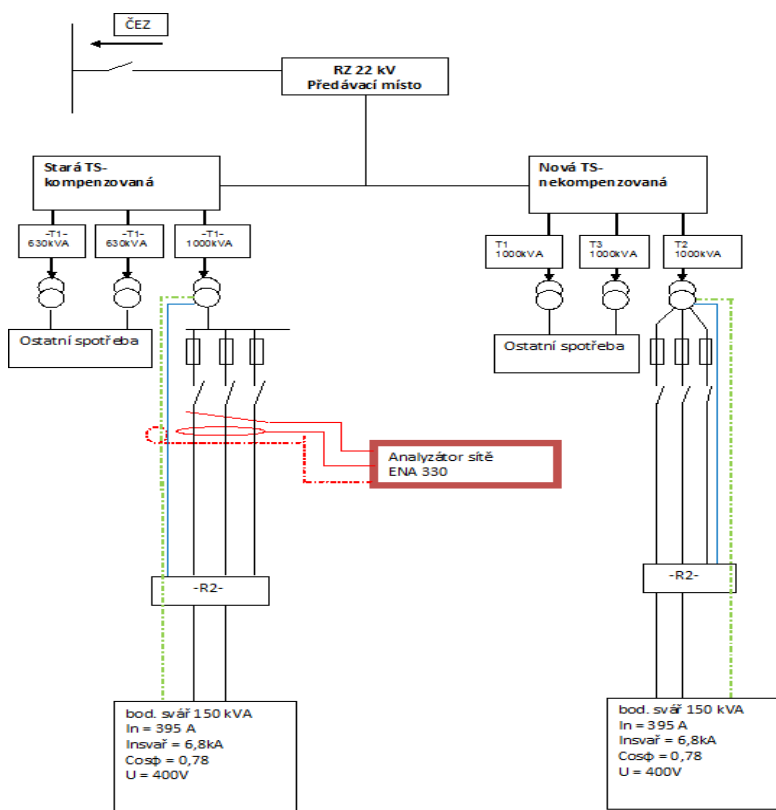 ČEZ
RZ 22 kV
Předávací místo
Stará TS-
kompenzovaná
Nová TS-
nekompenzovaná
-T1-
630kVA
-T1-
630kVA
-T1-
1000kVA
T1
1000kVA
T3
1000kVA
T2
1000kVA
Ostatní spotřeba
Ostatní spotřeba
Analyzátor sítě
ENA 330
-R2-
-R2-
bod. svář 150 kVA
In = 395 A
Insvař = 6,8kA
Cosϕ = 0,78
U = 400V
bod. svář 150 kVA
In = 395 A
Insvař = 6,8kA
Cosϕ = 0,78
U = 400V